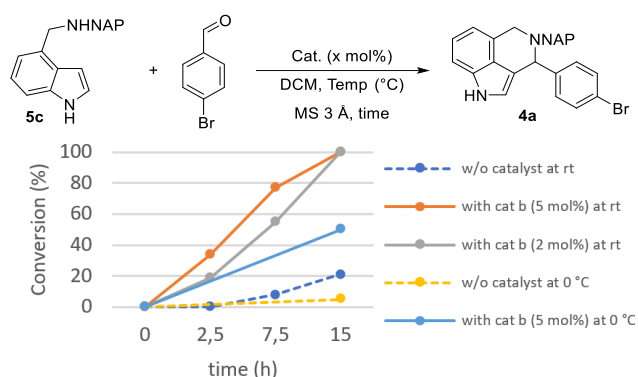 NHNAP
N
H
5c
+
O
H
Br
Cat. (x mol%)
DCM, Temp (°C)
MS 3 Å, time
NNAP
HN
Br
4a
Conversion (%)
100
80
60
40
20
0
0
2,5
7,5
15
time (h)
w/o catalyst at rt
with cat b (5 mol%) at rt
with cat b (2 mol%) at rt
w/o catalyst at 0 °C
with cat b (5 mol%) at 0 °C